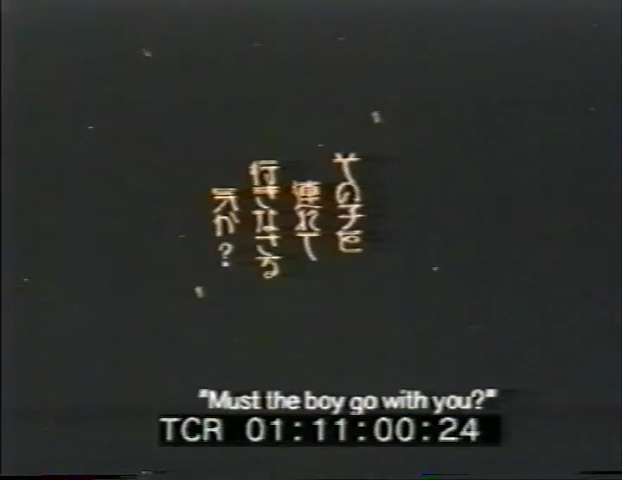 その子を
連れて
行きなさる
気か?
"Must the boy go with you?"
TCR 01:11:00:24